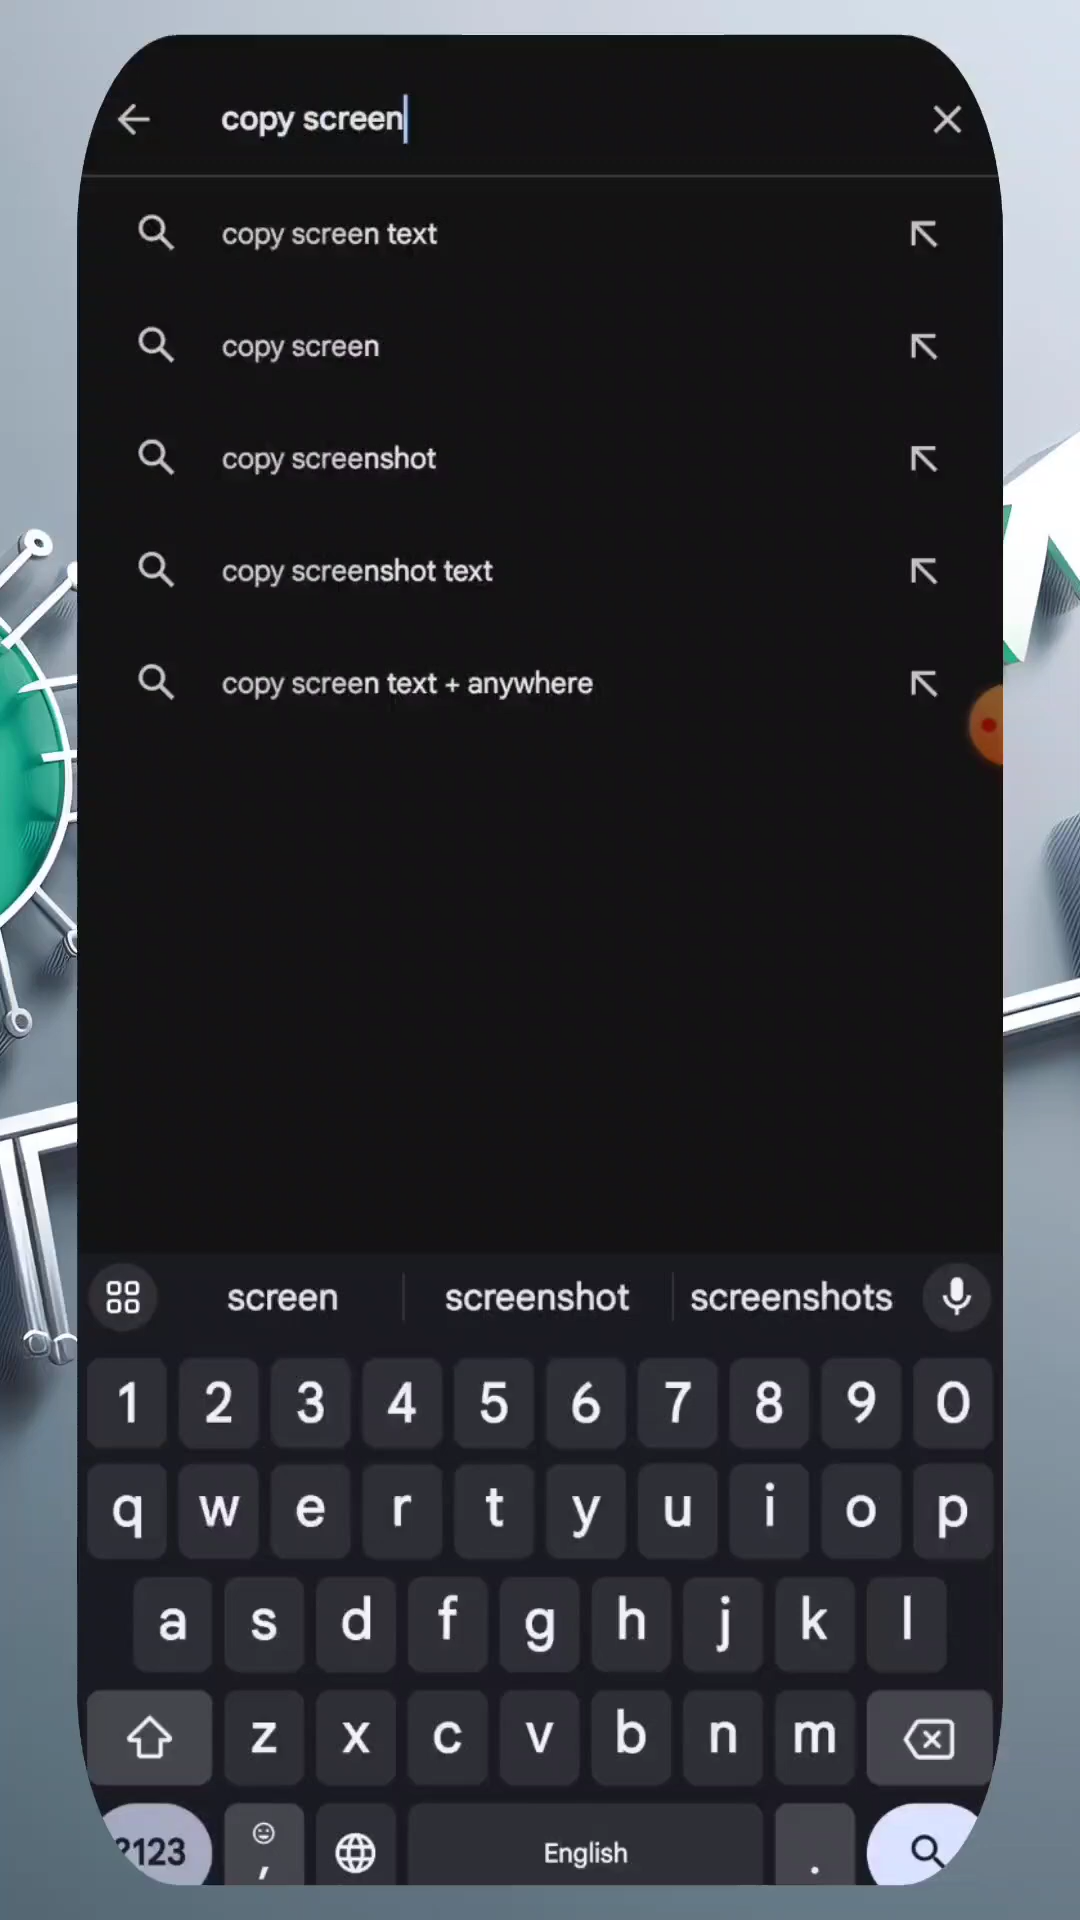 copy screen
copy screen text
copy screen
copy screenshot
copy screenshot text
copy screen text + anywhere
screen screenshot screenshots
1 2 3 4 5 6 7 8 9 0
q w e r t y u i o p
a s d f g h j k l
z x c v b n m
?123 , English .